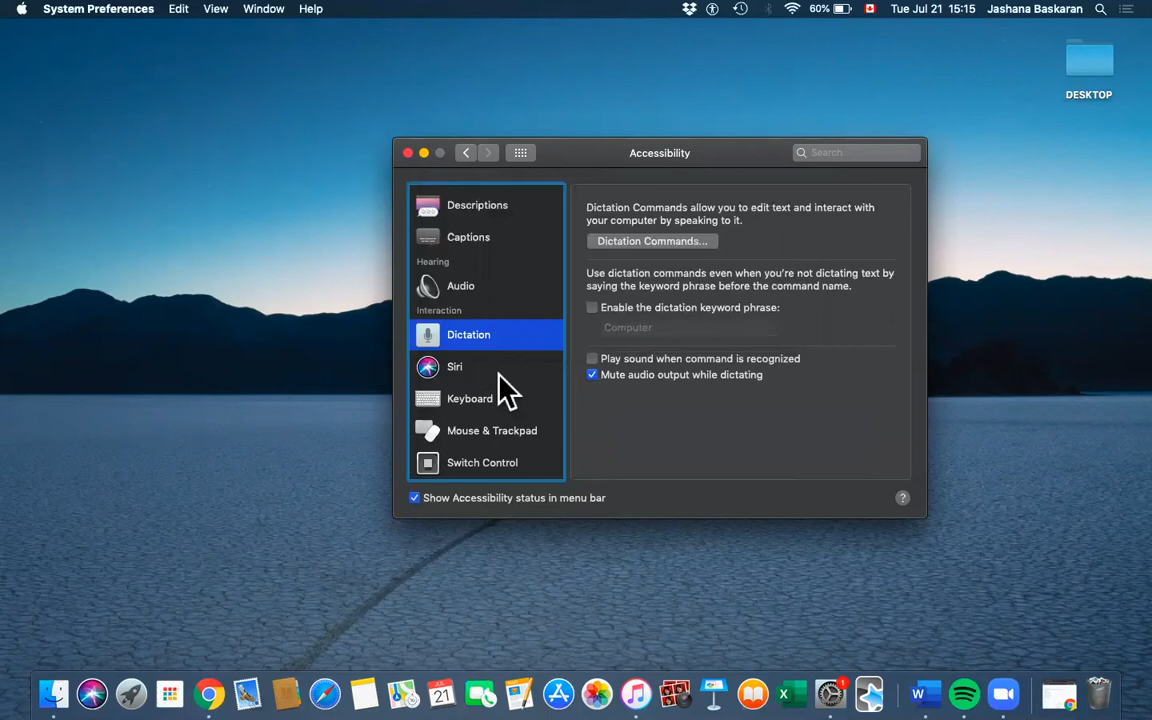 System Preferences Edit View Window Help 60% Tue Jul 21 15:15 Jashana Baskaran
DESKTOP
Accessibility
Search
Descriptions
Captions
Hearing
Audio
Interaction
Dictation
Siri
Keyboard
Mouse & Trackpad
Switch Control
Dictation Commands allow you to edit text and interact with
your computer by speaking to it.
Dictation Commands...
Use dictation commands even when you're not dictating text by
saying the keyword phrase before the command name.
Enable the dictation keyword phrase:
Computer
Play sound when command is recognized
Mute audio output while dictating
Show Accessibility status in menu bar
?
JUL
21
1